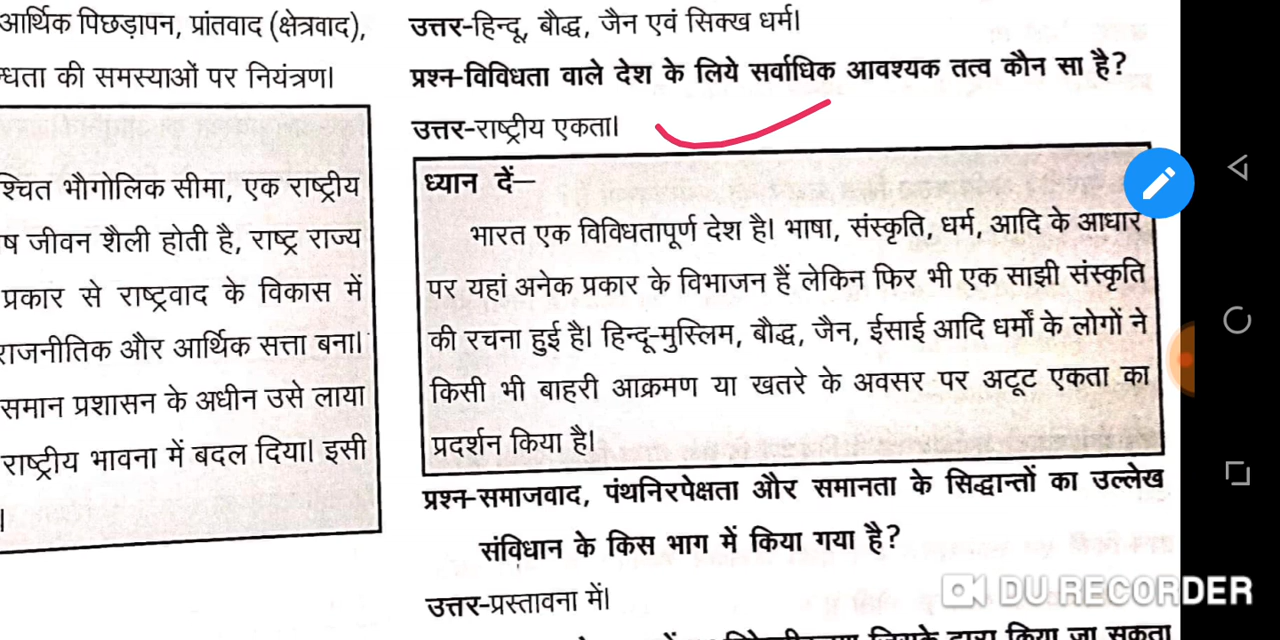 आर्थिक पिछड़ापन, प्रांतवाद (क्षेत्रवाद),
की समस्याओं पर नियंत्रण।
भौगोलिक सीमा, एक राष्ट्रीय
जीवन शैली होती है, राष्ट्र राज्य
प्रकार से राष्ट्रवाद के विकास में
राजनीतिक और आर्थिक सत्ता बना।
समान प्रशासन के अधीन उसे लाया
राष्ट्रीय भावना में बदल दिया। इसी
।
उत्तर-हिन्दू, बौद्ध, जैन एवं सिक्ख धर्म।
प्रश्न-विविधता वाले देश के लिये सर्वाधिक आवश्यक तत्व कौन सा है?
उत्तर-राष्ट्रीय एकता।
ध्यान दें–
भारत एक विविधतापूर्ण देश है। भाषा, संस्कृति, धर्म, आदि के आधार
पर यहां अनेक प्रकार के विभाजन हैं लेकिन फिर भी एक साझी संस्कृति
की रचना हुई है। हिन्दू-मुस्लिम, बौद्ध, जैन, ईसाई आदि धर्मों के लोगों ने
किसी भी बाहरी आक्रमण या खतरे के अवसर पर अटूट एकता का
प्रदर्शन किया है।
प्रश्न-समाजवाद, पंथनिरपेक्षता और समानता के सिद्धान्तों का उल्लेख
संविधान के किस भाग में किया गया है?
उत्तर-प्रस्तावना में।
जिसके द्वारा किया जा सकता
DU RECORDER